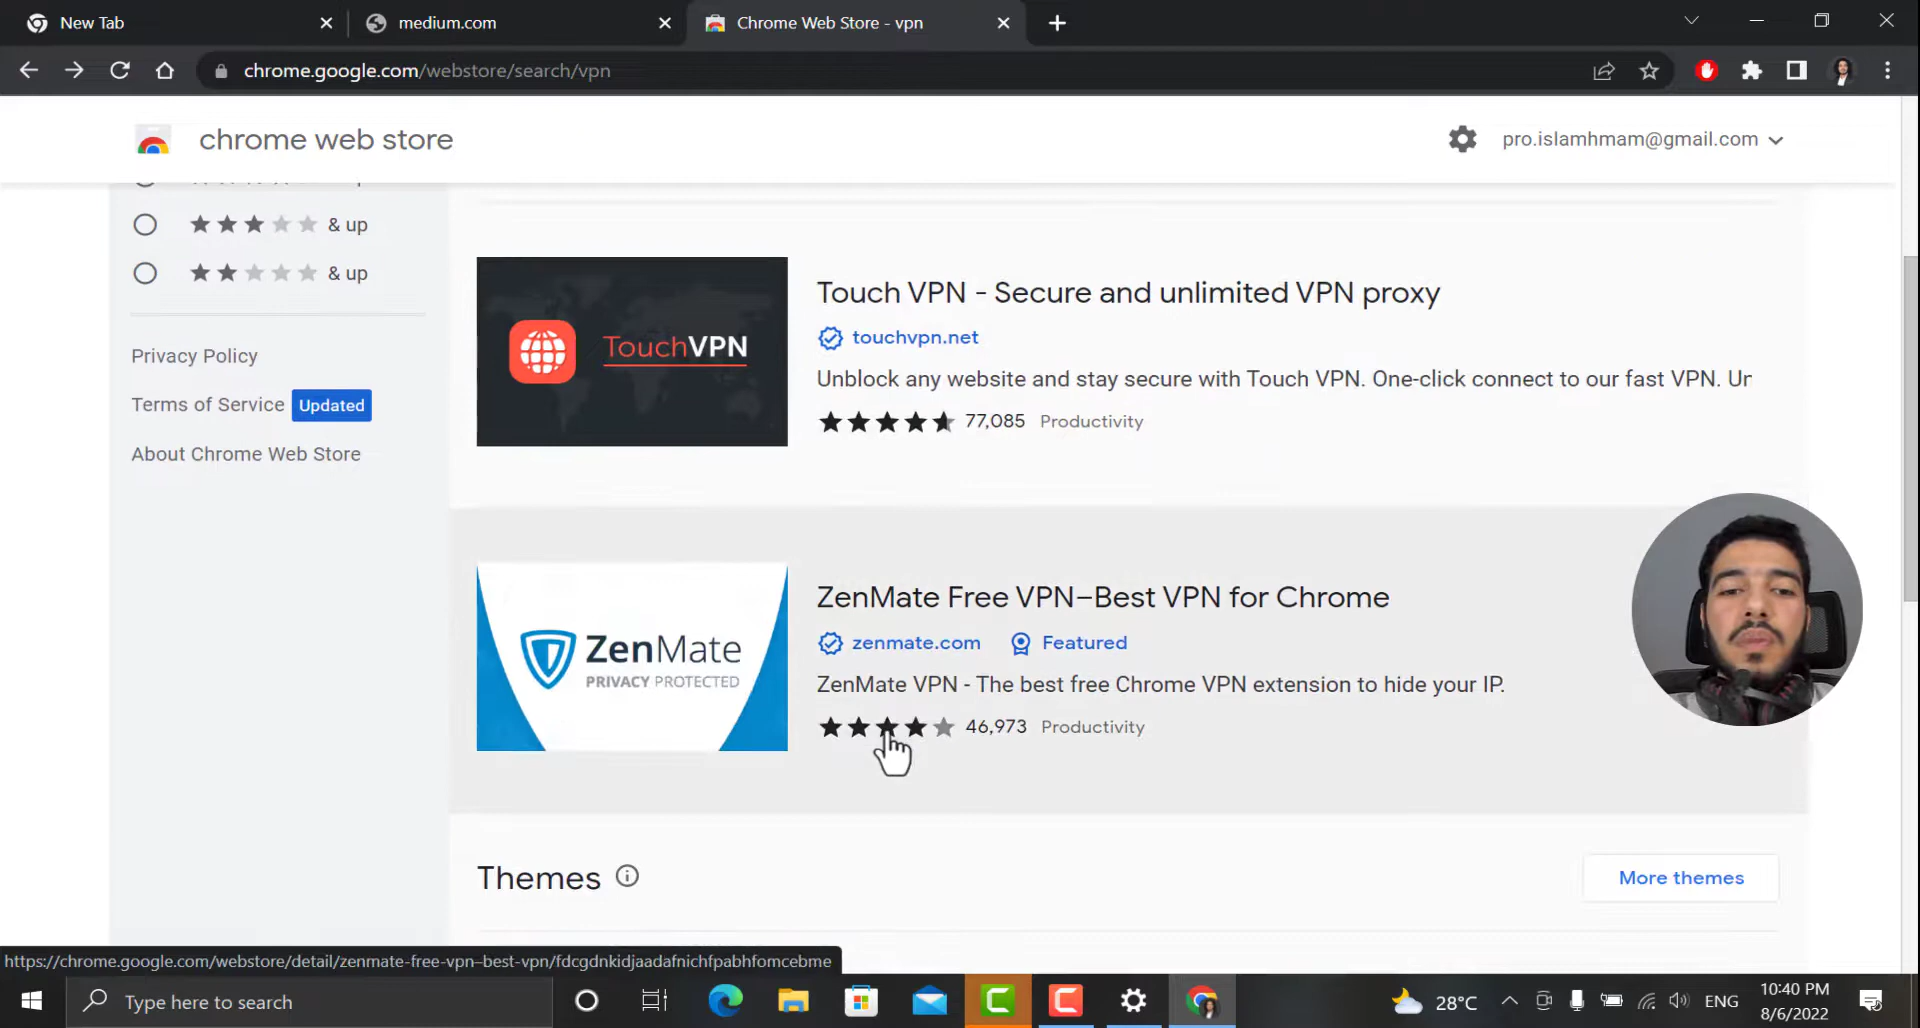 New Tab
medium.com
Chrome Web Store - vpn
chrome.google.com/webstore/search/vpn
chrome web store
pro.islamhmam@gmail.com
& up
& up
Privacy Policy
Terms of Service Updated
About Chrome Web Store
TouchVPN
Touch VPN - Secure and unlimited VPN proxy
touchvpn.net
Unblock any website and stay secure with Touch VPN. One-click connect to our fast VPN. Ur
77,085 Productivity
ZenMate
PRIVACY PROTECTED
ZenMate Free VPN–Best VPN for Chrome
zenmate.com Featured
ZenMate VPN - The best free Chrome VPN extension to hide your IP.
46,973 Productivity
Themes
More themes
https://chrome.google.com/webstore/detail/zenmate-free-vpn–best-vpn/fdcgdnkidjaadafnichfpabhfomcebme
Type here to search
28°C
ENG
10:40 PM
8/6/2022